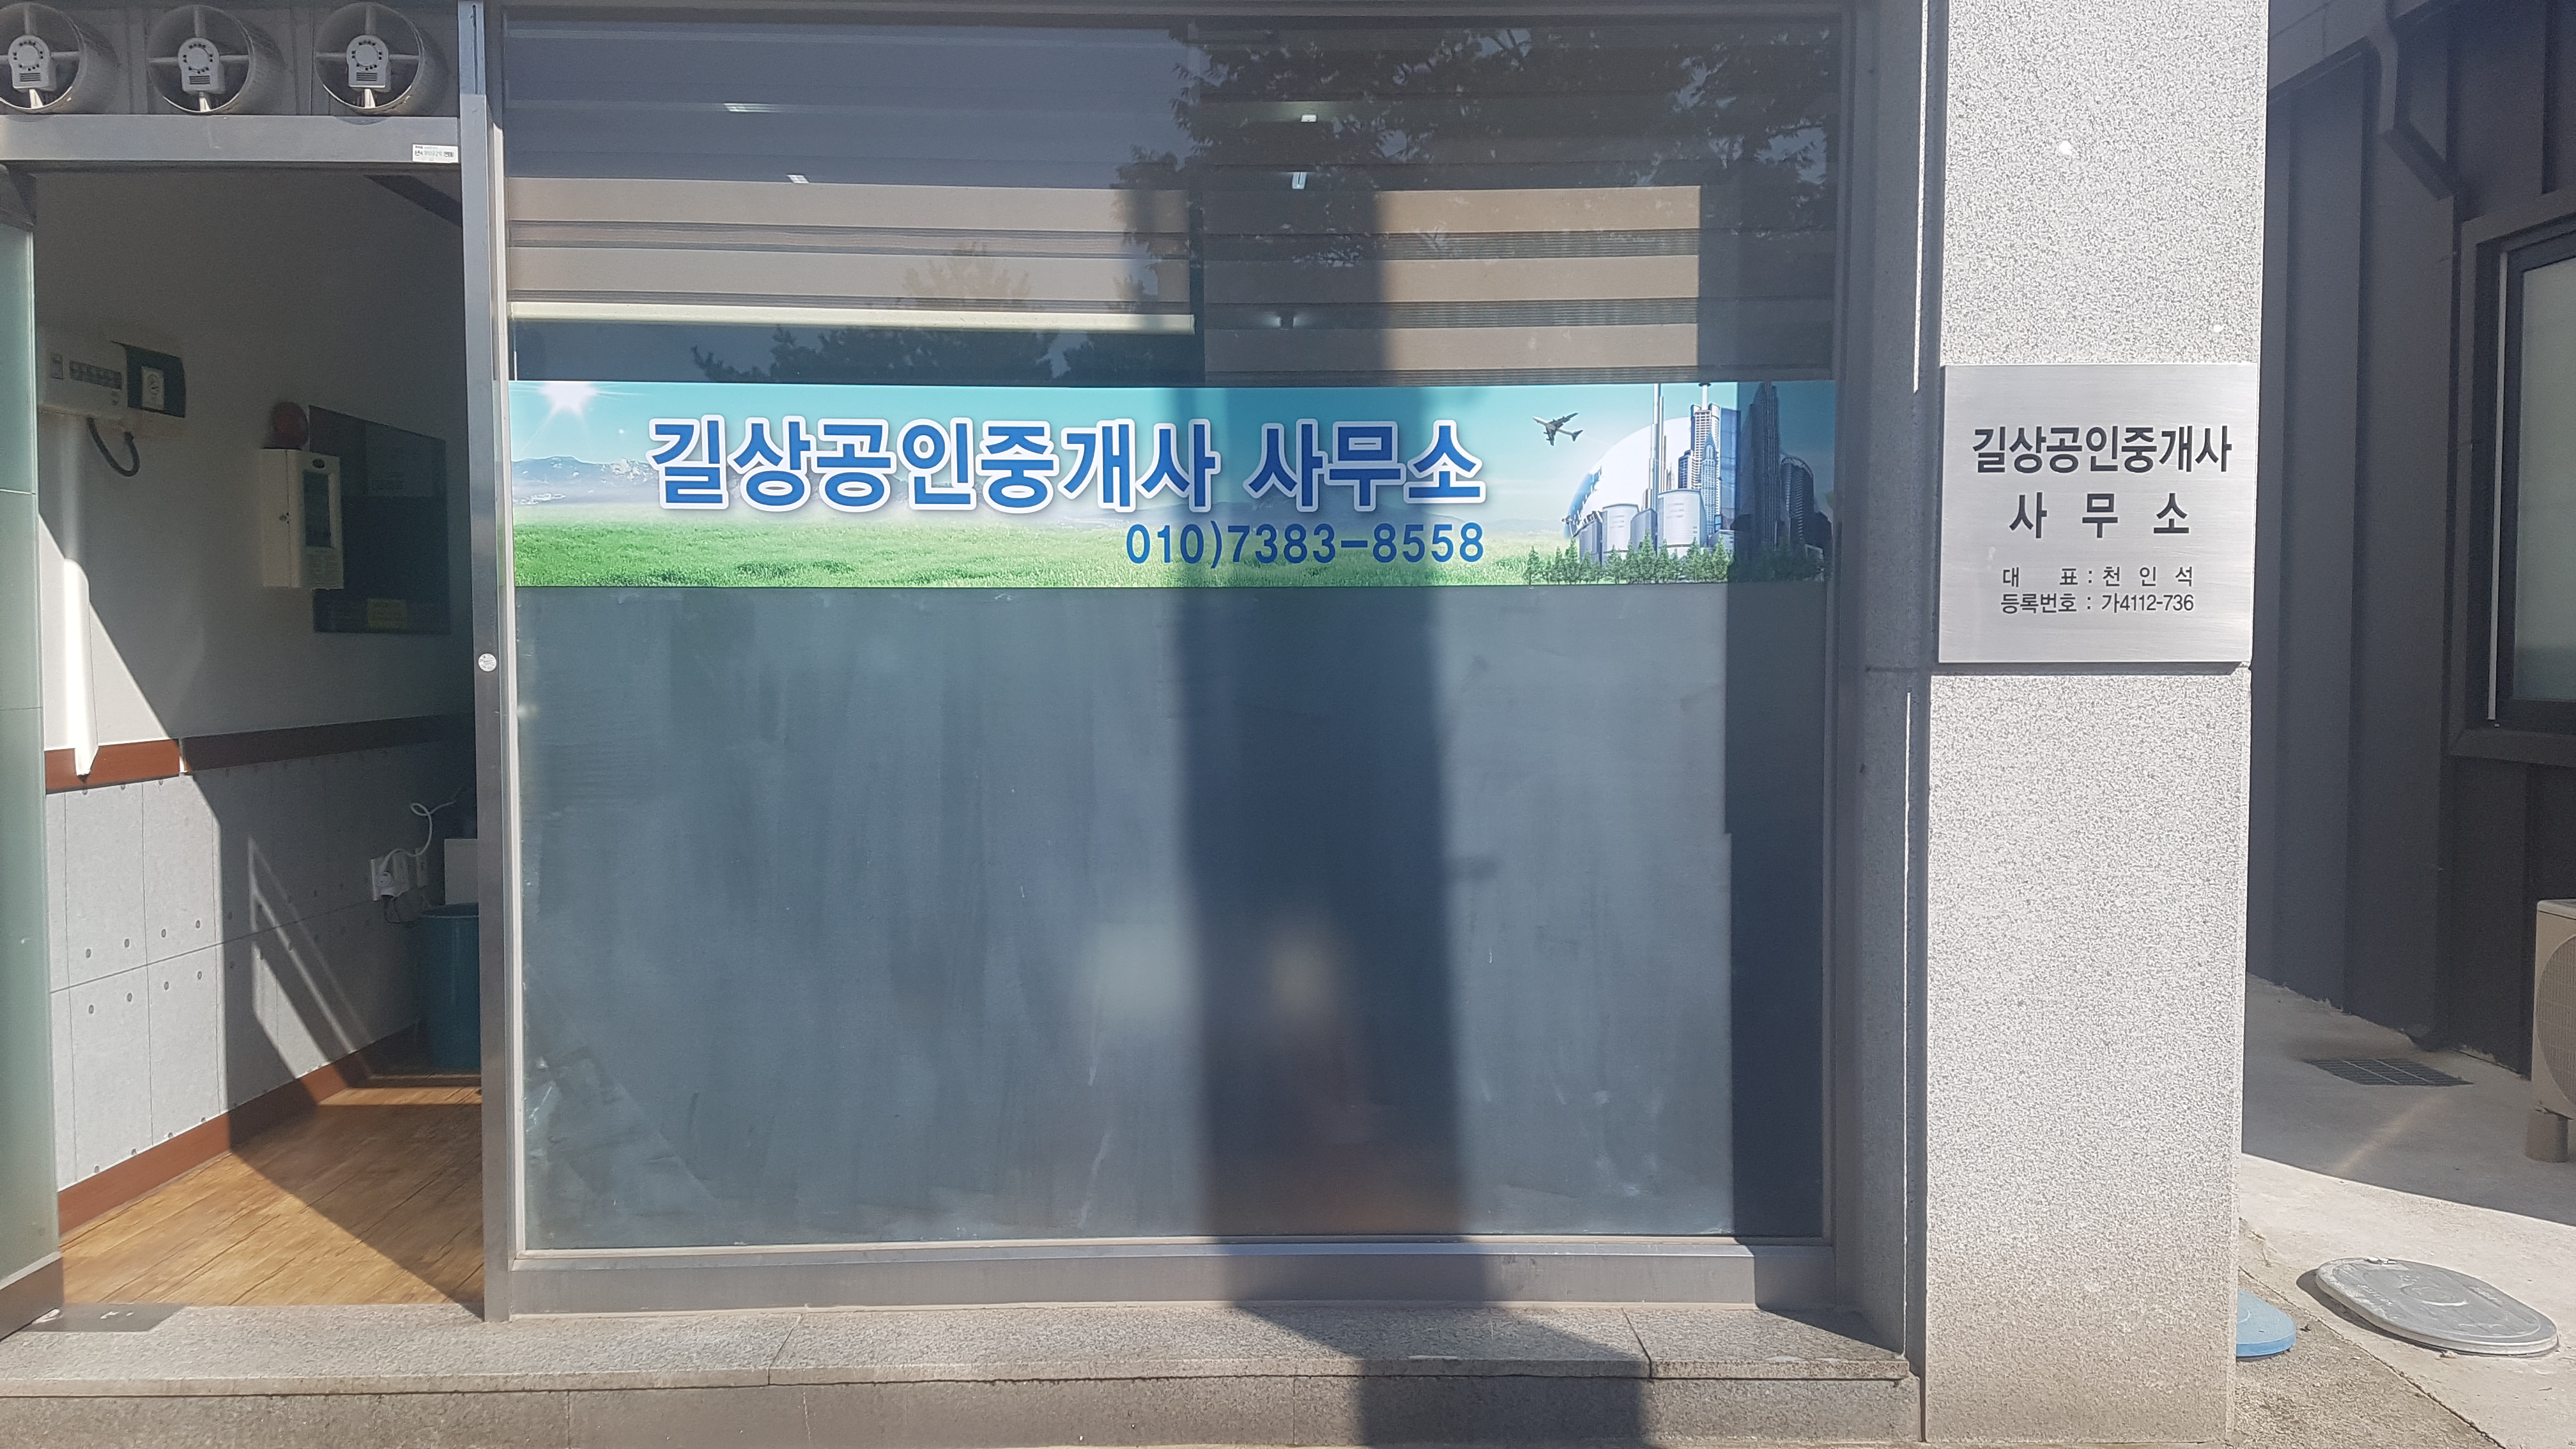 길상공인중개사 사무소
010)7383-8558
길상공인중개사
사 무 소
대 표 : 천 인 석
등록번호 : 가4112-736